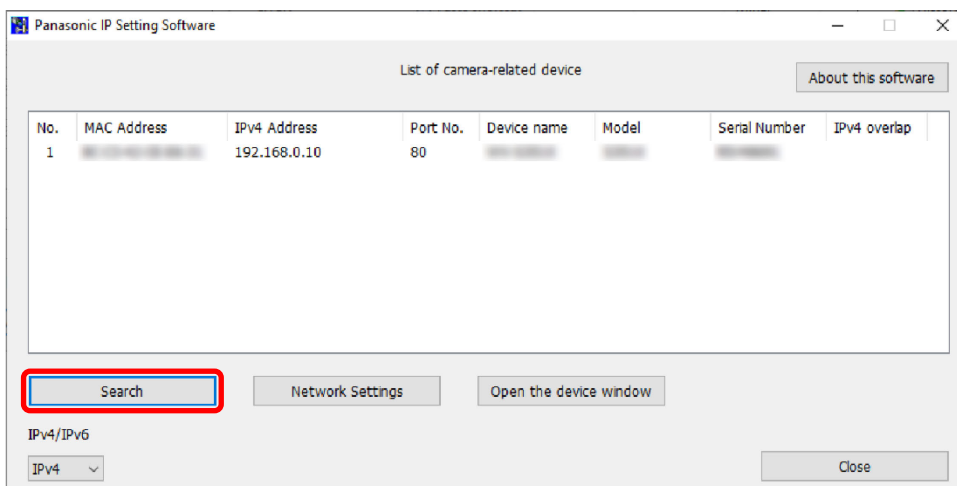 Panasonic IP Setting Software
List of camera-related device
About this software
No. MAC Address IPv4 Address Port No. Device name Model Serial Number IPv4 overlap
1 192.168.0.10 80
Search Network Settings Open the device window
IPv4/IPv6
IPv4 Close